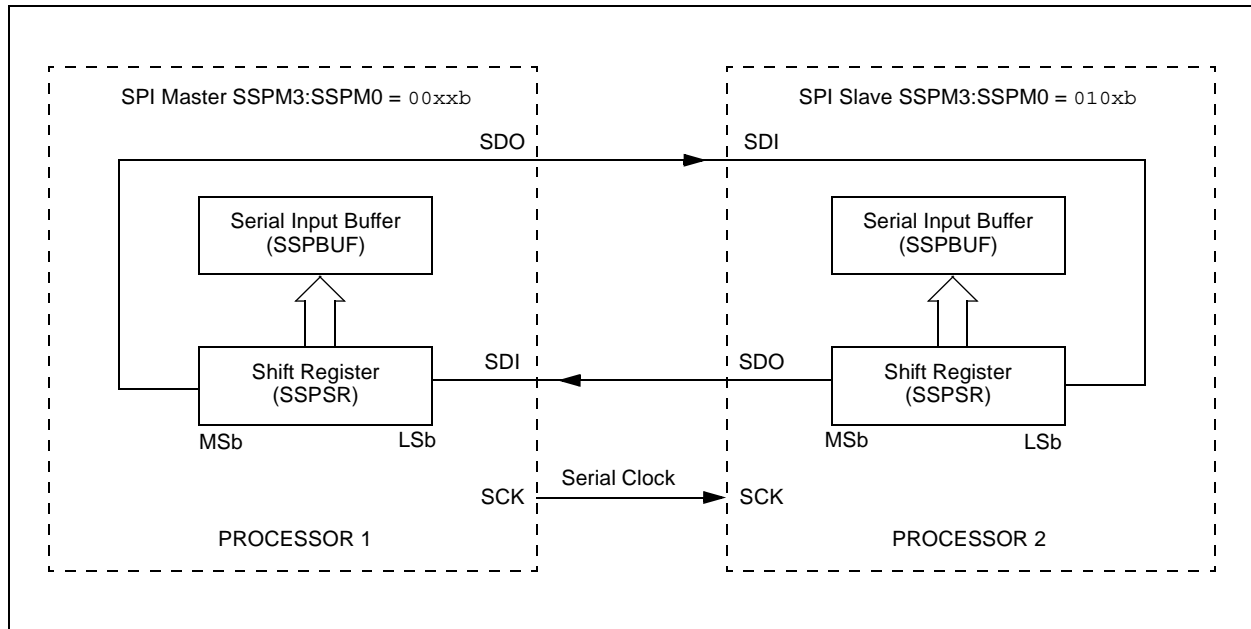 SPI Master SSPM3:SSPM0 = 00xxb
SDO
Serial Input Buffer
(SSPBUF)
Shift Register
(SSPSR)
MSb
LSb
SDI
SCK
PROCESSOR 1
Serial Clock
SPI Slave SSPM3:SSPM0 = 010xb
SDI
Serial Input Buffer
(SSPBUF)
SDO
Shift Register
(SSPSR)
MSb
LSb
SCK
PROCESSOR 2